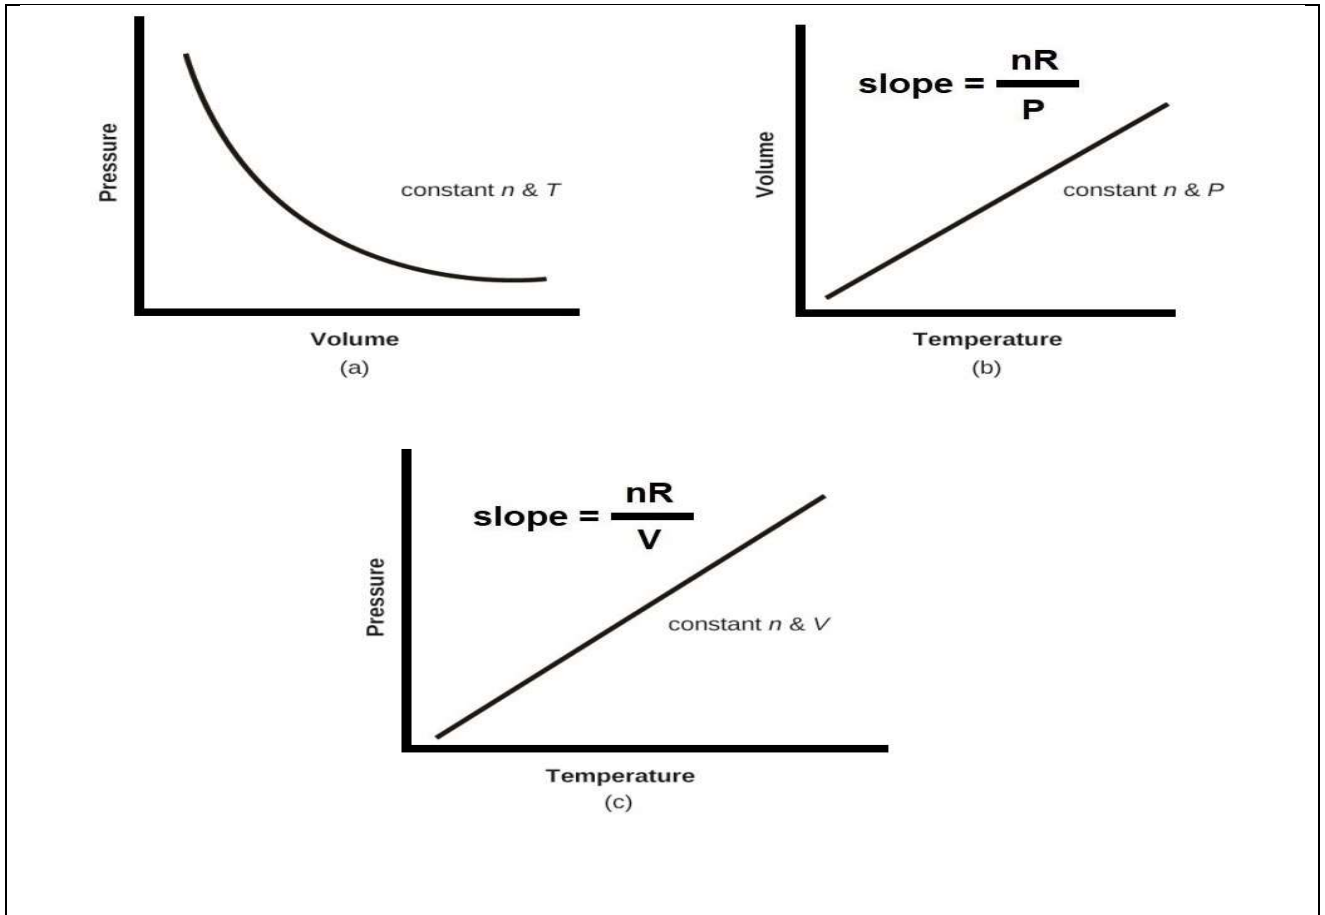 Pressure
constant n & T
Volume
(a)
slope = nR
P
Volume
constant n & P
Temperature
(b)
slope = nR
V
Pressure
constant n & V
Temperature
(c)